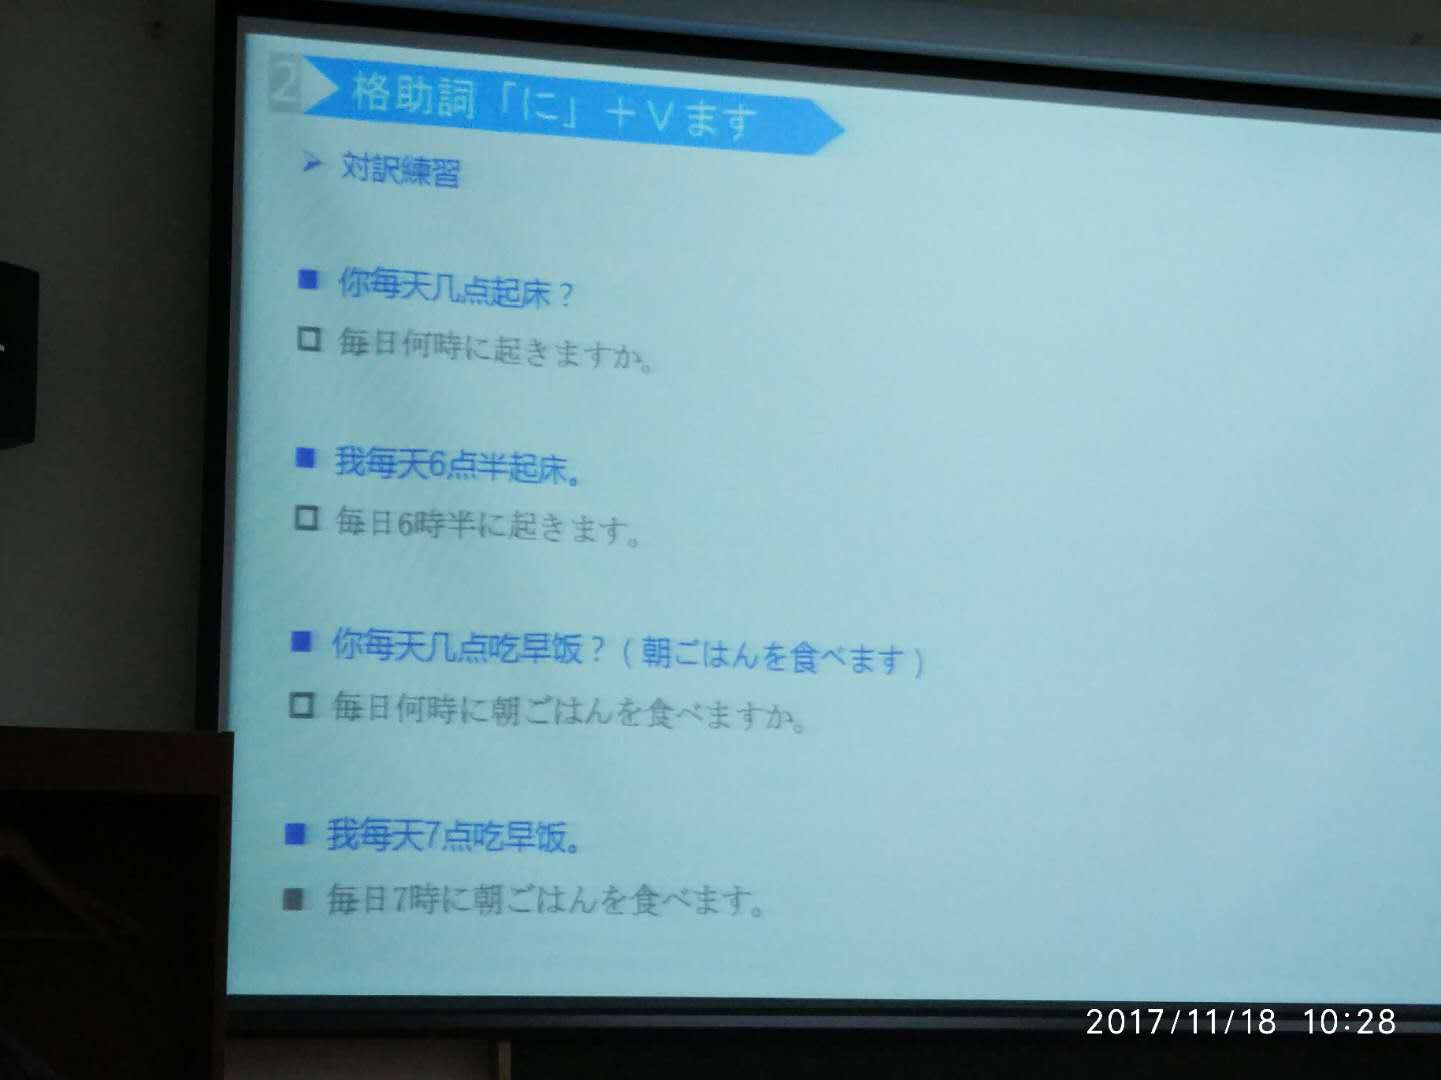 2 格助詞「に」＋Ｖます
対訳練習
你每天几点起床？
毎日何時に起きますか。
我每天6点半起床。
毎日6時半に起きます。
你每天几点吃早饭？（朝ごはんを食べます）
毎日何時に朝ごはんを食べますか。
我每天7点吃早饭。
毎日7時に朝ごはんを食べます。
2017/11/18 10:28